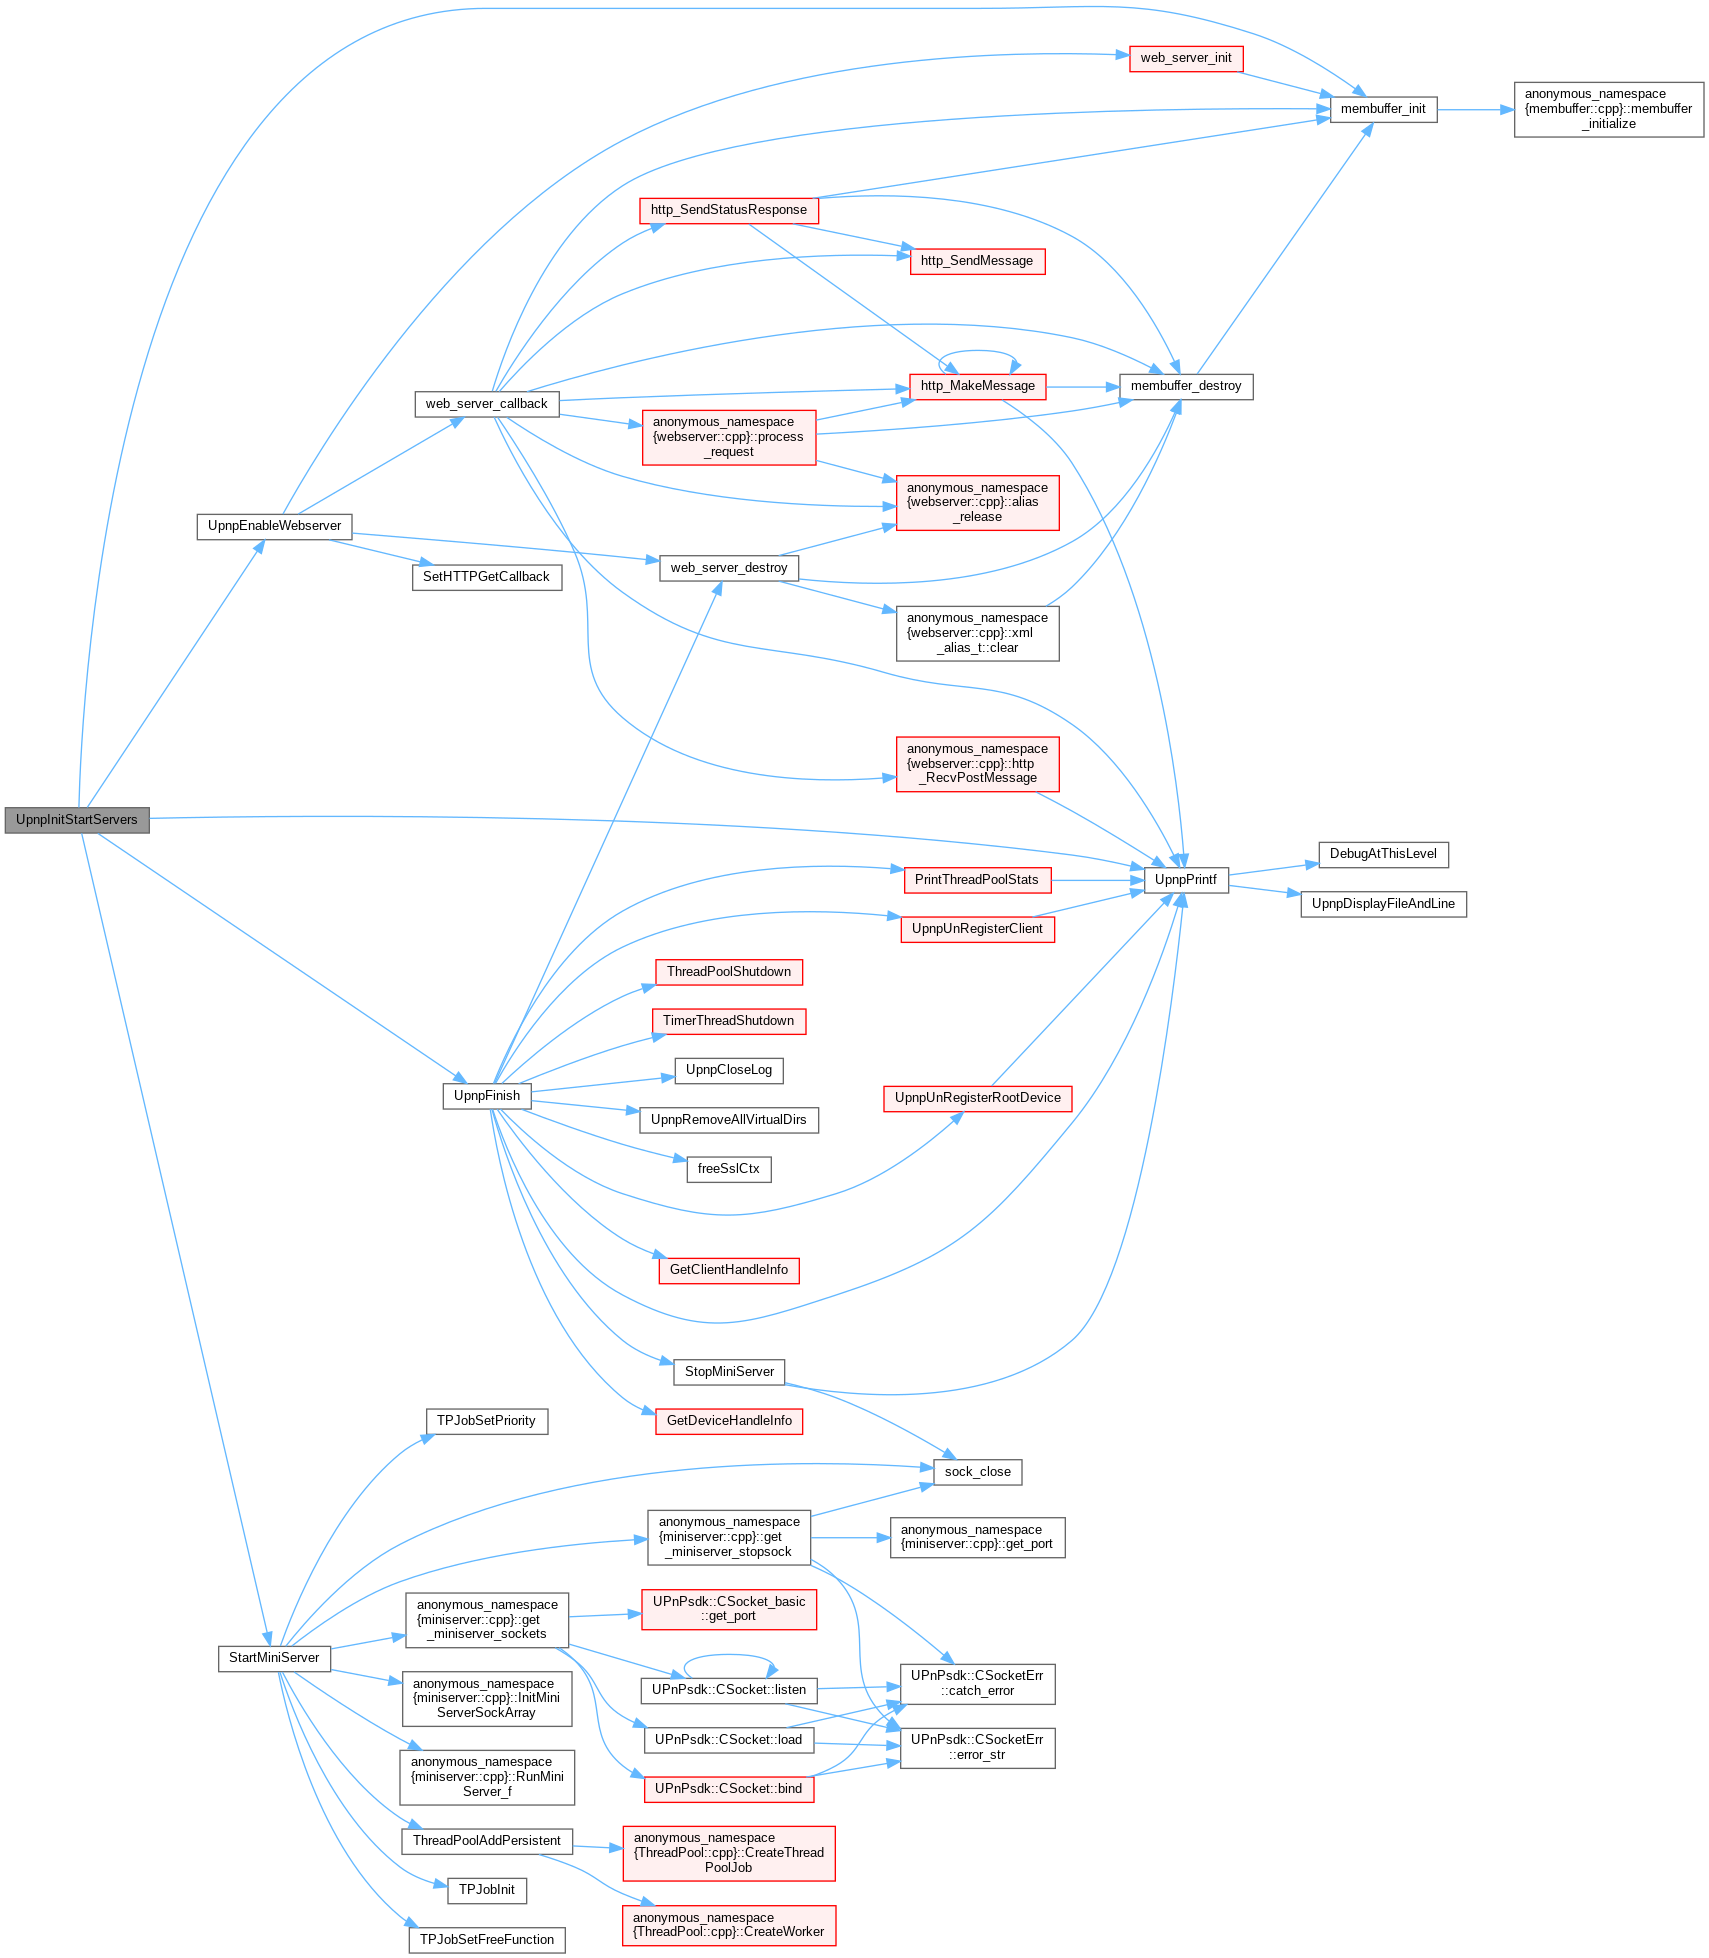 web_server_init
membuffer_init
anonymous_namespace
{membuffer::cpp}::membuffer
_initialize
http_SendStatusResponse
http_SendMessage
web_server_callback
http_MakeMessage
membuffer_destroy
anonymous_namespace
{webserver::cpp}::process
_request
anonymous_namespace
{webserver::cpp}::alias
_release
UpnpEnableWebserver
SetHTTPGetCallback
web_server_destroy
anonymous_namespace
{webserver::cpp}::xml
_alias_t::clear
anonymous_namespace
{webserver::cpp}::http
_RecvPostMessage
UpnpInitStartServers
DebugAtThisLevel
PrintThreadPoolStats
UpnpPrintf
UpnpDisplayFileAndLine
UpnpUnRegisterClient
ThreadPoolShutdown
TimerThreadShutdown
UpnpCloseLog
UpnpFinish
UpnpUnRegisterRootDevice
UpnpRemoveAllVirtualDirs
freeSslCtx
GetClientHandleInfo
StopMiniServer
GetDeviceHandleInfo
TPJobSetPriority
sock_close
anonymous_namespace
{miniserver::cpp}::get
_miniserver_stopsock
anonymous_namespace
{miniserver::cpp}::get_port
anonymous_namespace
{miniserver::cpp}::get
_miniserver_sockets
UPnPsdk::CSocket_basic
::get_port
StartMiniServer
anonymous_namespace
{miniserver::cpp}::InitMini
ServerSockArray
UPnPsdk::CSocket::listen
UPnPsdk::CSocketErr
::catch_error
UPnPsdk::CSocket::load
UPnPsdk::CSocketErr
::error_str
anonymous_namespace
{miniserver::cpp}::RunMini
Server_f
UPnPsdk::CSocket::bind
ThreadPoolAddPersistent
anonymous_namespace
{ThreadPool::cpp}::CreateThread
PoolJob
TPJobInit
anonymous_namespace
{ThreadPool::cpp}::CreateWorker
TPJobSetFreeFunction